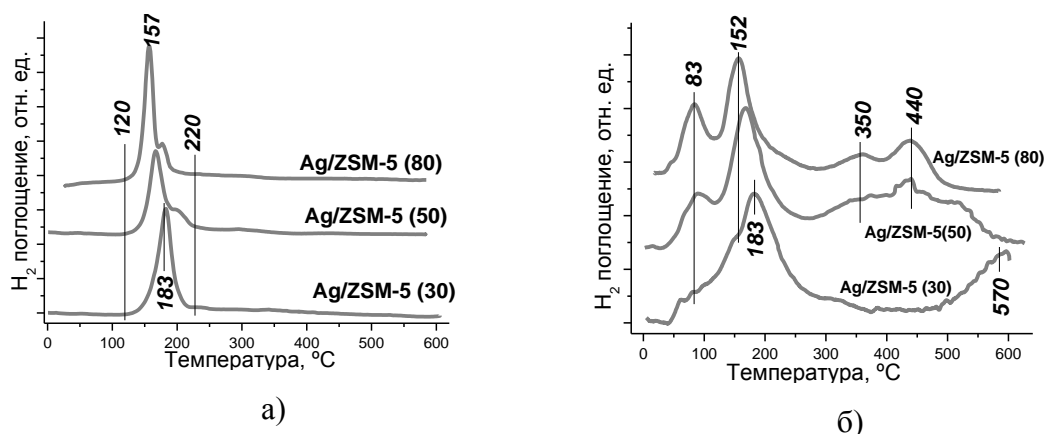 H₂ поглощение, отн. ед.
157
120
220
183
Ag/ZSM-5 (80)
Ag/ZSM-5 (50)
Ag/ZSM-5 (30)
0 100 200 300 400 500 600
Температура, ºC
а)
H₂ поглощение, отн. ед.
83
152
350
440
183
570
Ag/ZSM-5 (80)
Ag/ZSM-5(50)
Ag/ZSM-5 (30)
0 100 200 300 400 500 600
Температура, ºC
б)